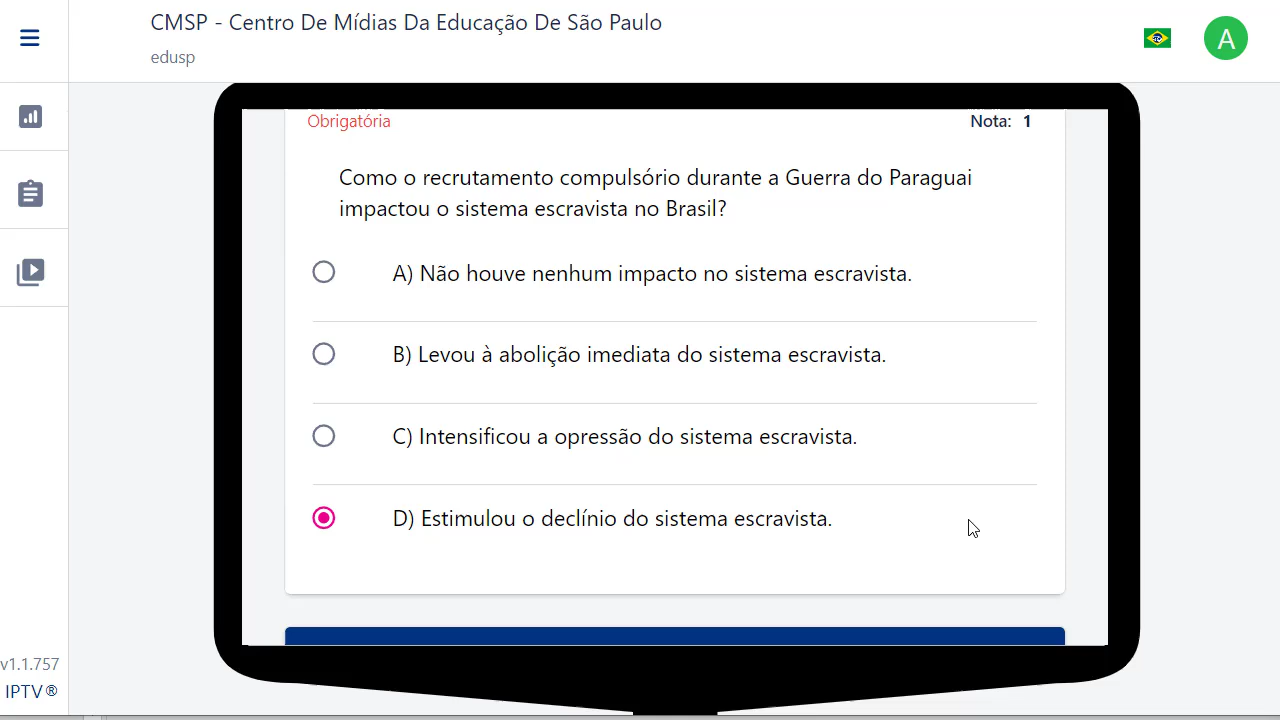 CMSP - Centro De Mídias Da Educação De São Paulo
edusp
A
Obrigatória
Nota: 1
Como o recrutamento compulsório durante a Guerra do Paraguai
impactou o sistema escravista no Brasil?
A) Não houve nenhum impacto no sistema escravista.
B) Levou à abolição imediata do sistema escravista.
C) Intensificou a opressão do sistema escravista.
D) Estimulou o declínio do sistema escravista.
v1.1.757
IPTV®